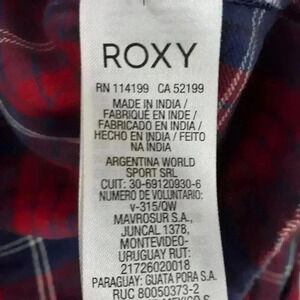 ROXY
RN 114199 CA 52199
MADE IN INDIA /
FABRIQUÉ EN INDE /
FABRICADO EN INDIA /
HECHO EN INDIA / FEITO
NA ÍNDIA
ARGENTINA WORLD
SPORT SRL
CUIT: 30-69120930-6
NUMERO DE VOLUNTARIO:
v-315/QW
MAVROSUR S.A.,
JUNCAL 1378,
MONTEVIDEO-
URUGUAY RUT:
21726020018
PARAGUAY: GUATA PORA S.A.
RUC 80050373-2